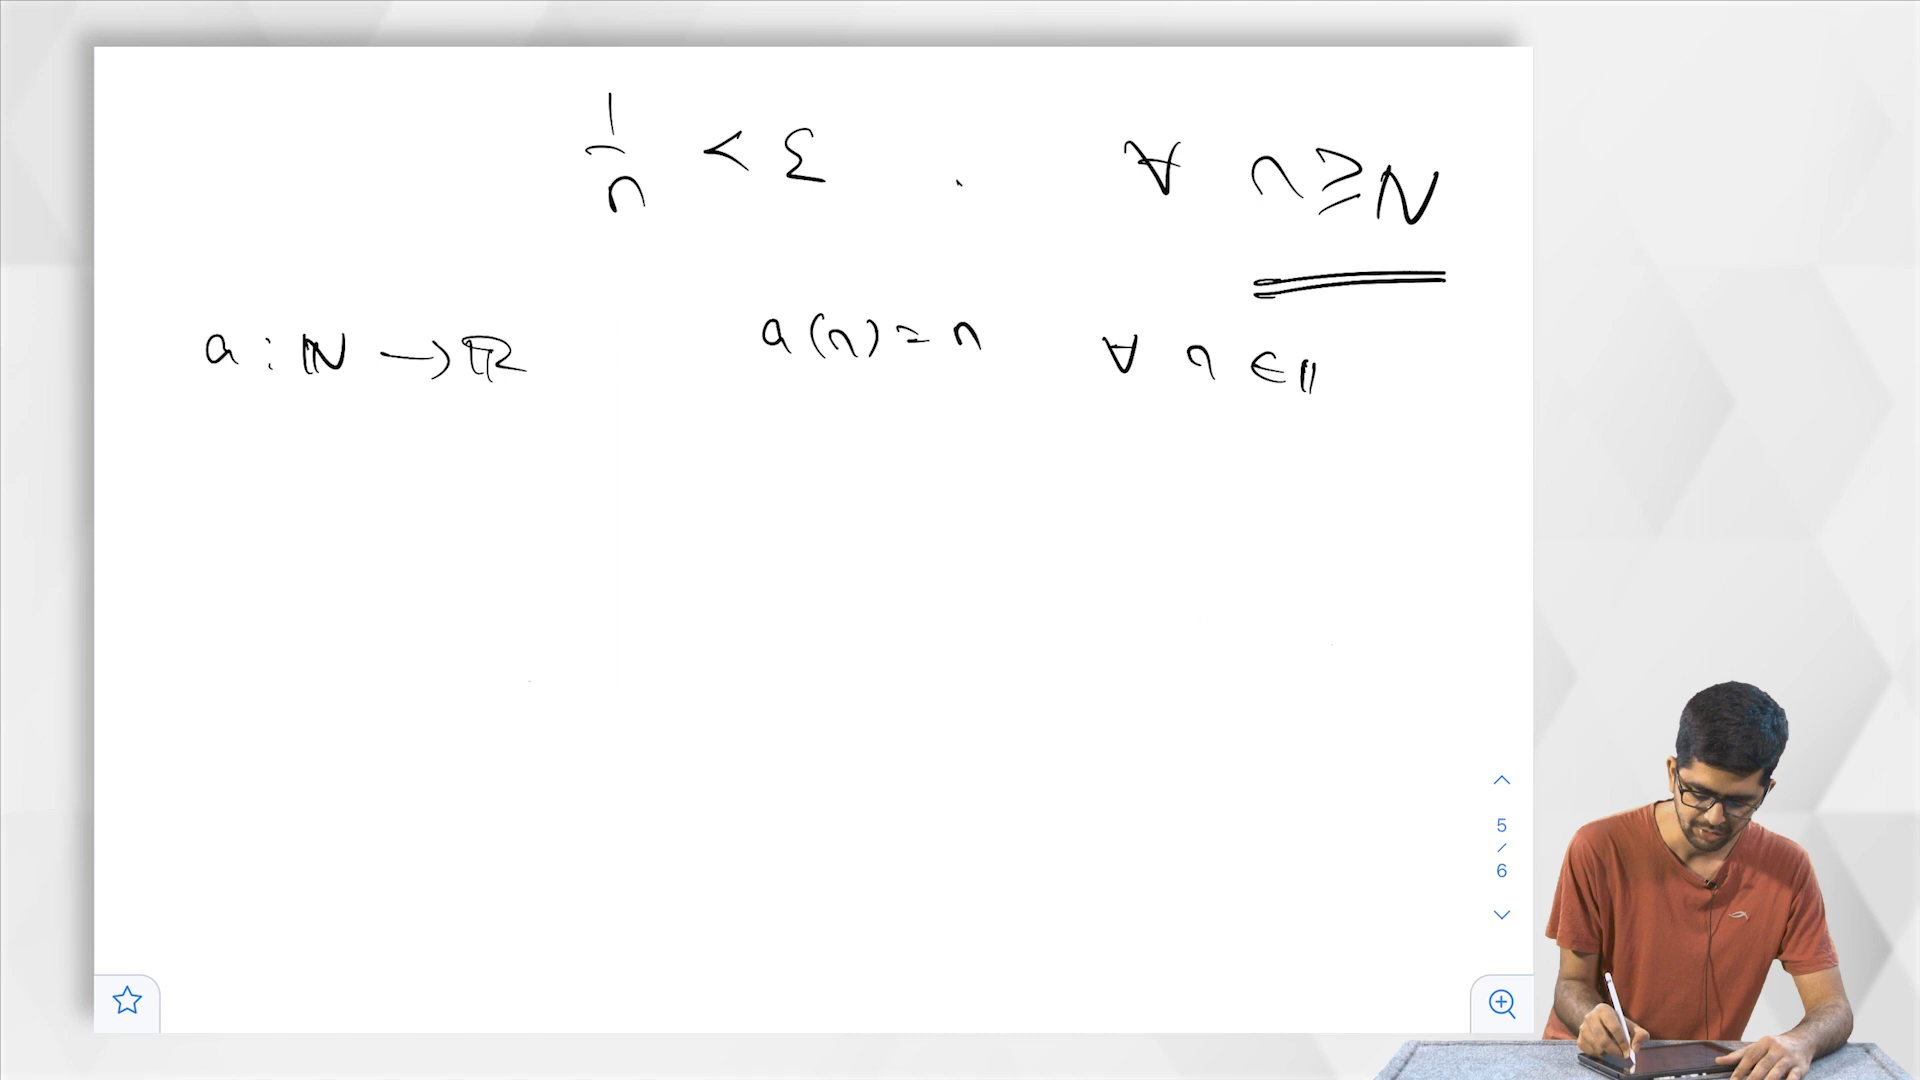 1/n < ε . ∀ n ≥ N
a : ℕ → ℝ a(n) = n ∀ n ∈
5
/
6